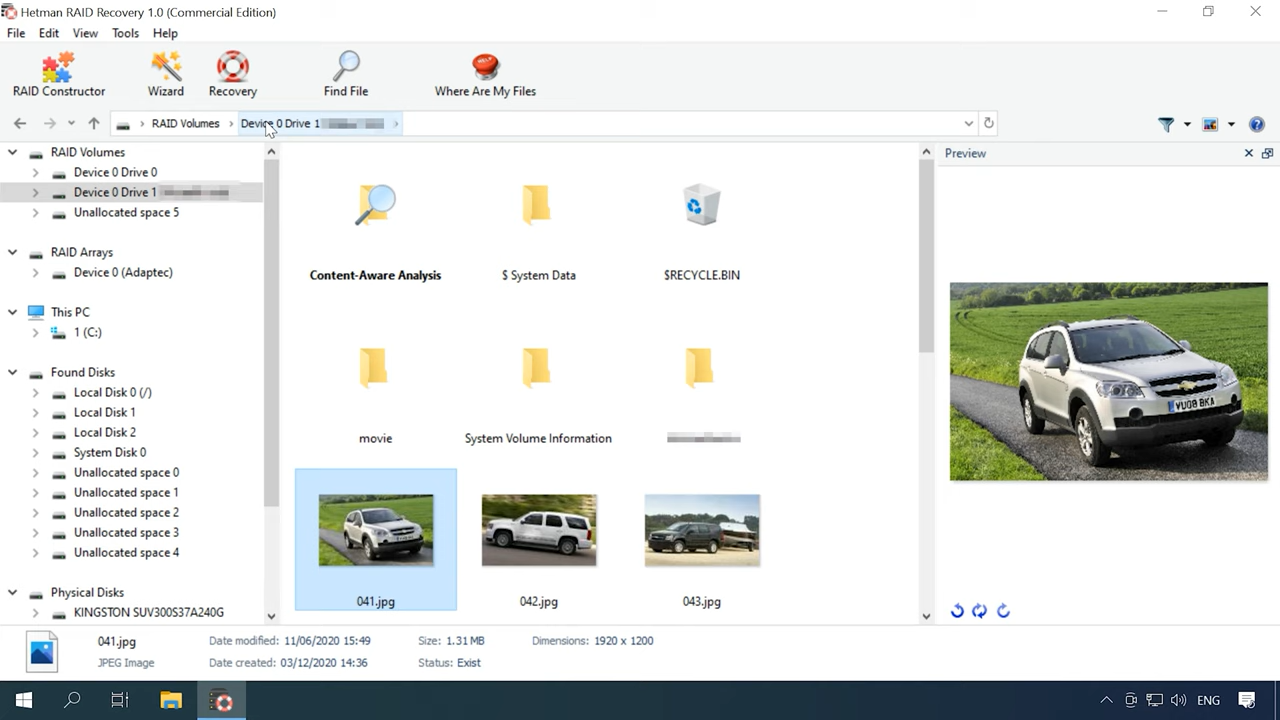 Hetman RAID Recovery 1.0 (Commercial Edition)
File Edit View Tools Help
RAID Constructor Wizard Recovery Find File Where Are My Files
RAID Volumes Device 0 Drive 1
RAID Volumes
Device 0 Drive 0
Device 0 Drive 1
Unallocated space 5
RAID Arrays
Device 0 (Adaptec)
This PC
1 (C:)
Found Disks
Local Disk 0 (/)
Local Disk 1
Local Disk 2
System Disk 0
Unallocated space 0
Unallocated space 1
Unallocated space 2
Unallocated space 3
Unallocated space 4
Physical Disks
KINGSTON SUV300S37A240G
Content-Aware Analysis $ System Data $RECYCLE.BIN
movie System Volume Information
041.jpg 042.jpg 043.jpg
Preview
VU08 BKA
041.jpg Date modified: 11/06/2020 15:49 Size: 1.31 MB Dimensions: 1920 x 1200
JPEG Image Date created: 03/12/2020 14:36 Status: Exist
ENG